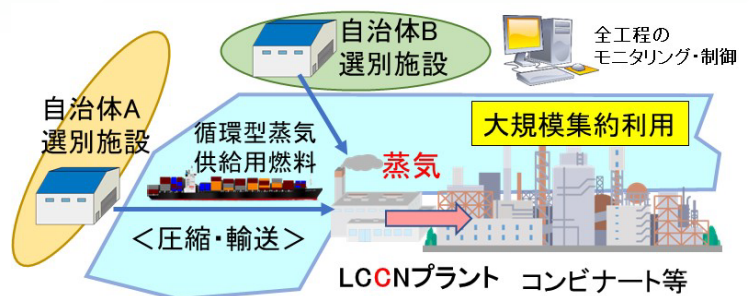 自治体B
選別施設
全工程の
モニタリング・制御
自治体A
選別施設
循環型蒸気
供給用燃料
大規模集約利用
蒸気
＜圧縮・輸送＞
LCCNプラント
コンビナート等